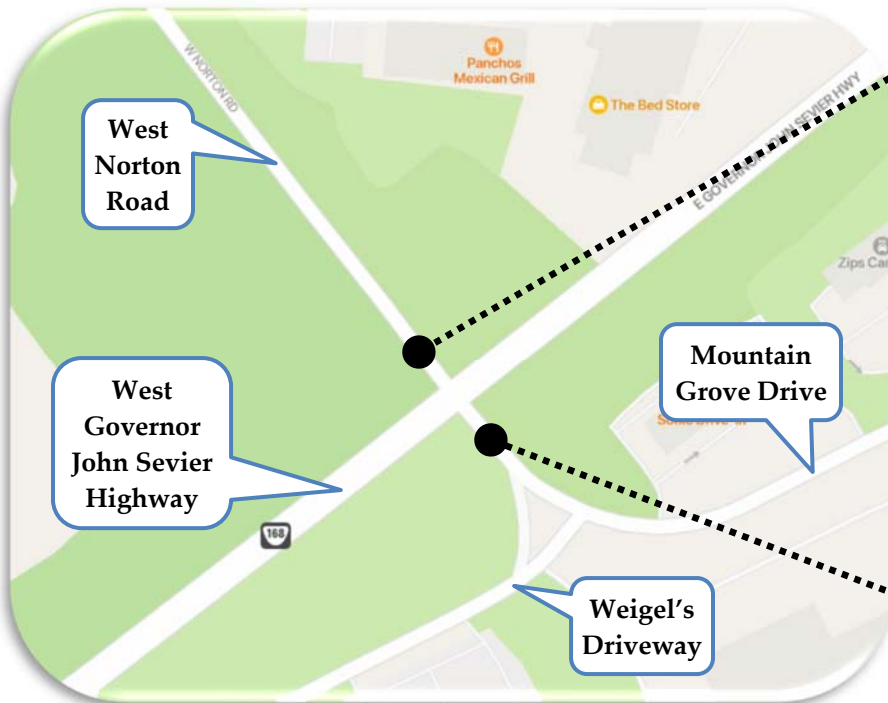 W NORTON RD
Panchos
Mexican Grill
The Bed Store
E GOVERNOR JOHN SEVIER HWY
West
Norton
Road
Zips Car
Mountain
Grove Drive
West
Governor
John Sevier
Highway
168
Weigel's
Driveway